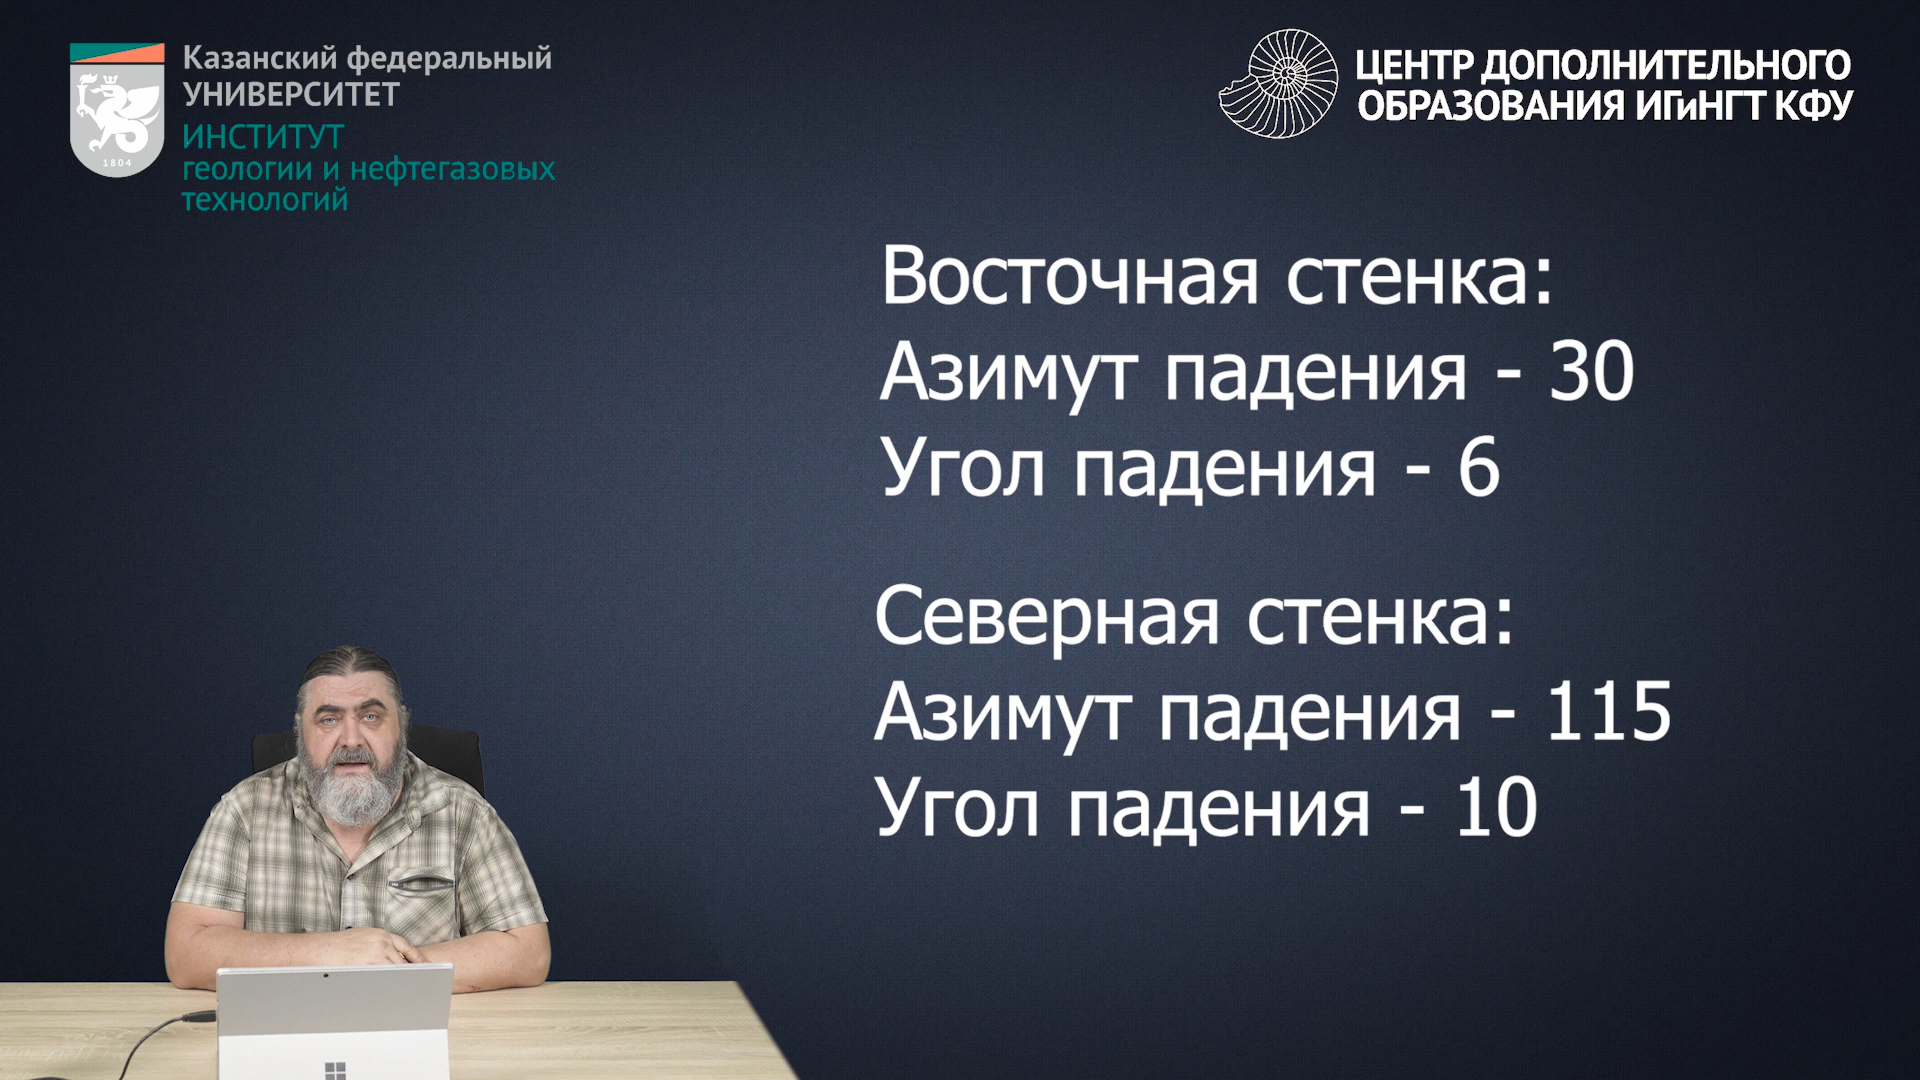 Казанский федеральный
УНИВЕРСИТЕТ
ИНСТИТУТ
геологии и нефтегазовых
технологий
1804
ЦЕНТР ДОПОЛНИТЕЛЬНОГО
ОБРАЗОВАНИЯ ИГиНГТ КФУ
Восточная стенка:
Азимут падения - 30
Угол падения - 6
Северная стенка:
Азимут падения - 115
Угол падения - 10